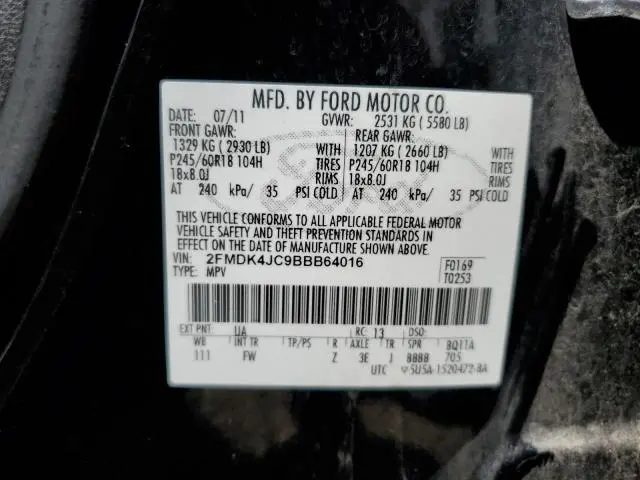 MFD. BY FORD MOTOR CO.
DATE: 07/11 GVWR: 2531 KG ( 5580 LB)
FRONT GAWR: REAR GAWR:
1329 KG ( 2930 LB) WITH 1207 KG ( 2660 LB) WITH
P245/60R18 104H TIRES P245/60R18 104H TIRES
18x8.0J RIMS 18x8.0J RIMS
AT 240 kPa/ 35 PSI COLD AT 240 kPa/ 35 PSI COLD
THIS VEHICLE CONFORMS TO ALL APPLICABLE FEDERAL MOTOR
VEHICLE SAFETY AND THEFT PREVENTION STANDARDS IN
EFFECT ON THE DATE OF MANUFACTURE SHOWN ABOVE.
VIN: 2FMDK4JC9BBB64016 F0169
TYPE: MPV T0253
EXT PNT: UA RC: 13 DSO:
WB INT TR TP/PS R AXLE TR SPR BQ11A
111 FW Z 3E J BBBB 705
UTC 5U5A-1520472-BA